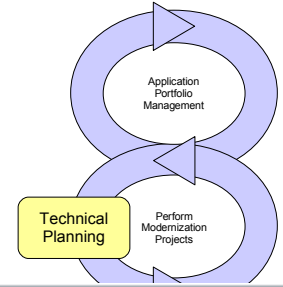 Application
Portfolio
Management
Technical
Planning
Perform
Modernization
Projects